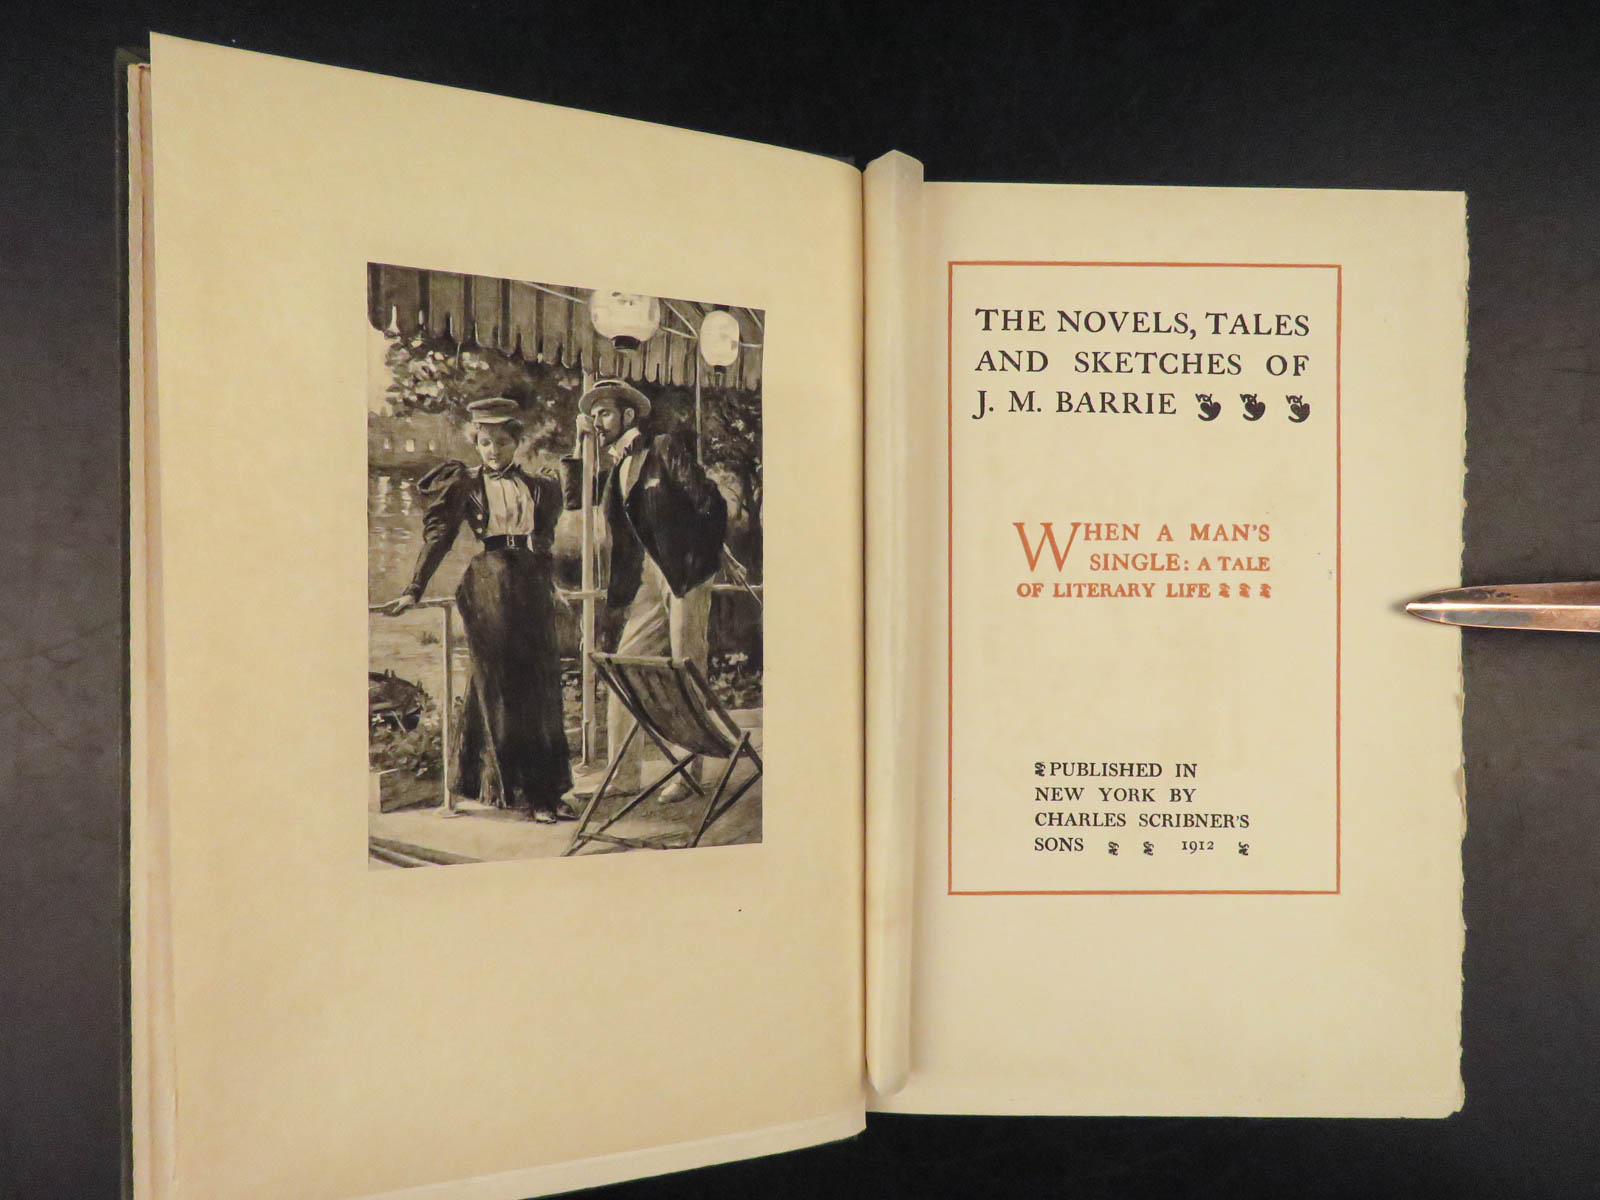 THE NOVELS, TALES
AND SKETCHES OF
J. M. BARRIE
WHEN A MAN'S
SINGLE: A TALE
OF LITERARY LIFE
PUBLISHED IN
NEW YORK BY
CHARLES SCRIBNER'S
SONS 1912